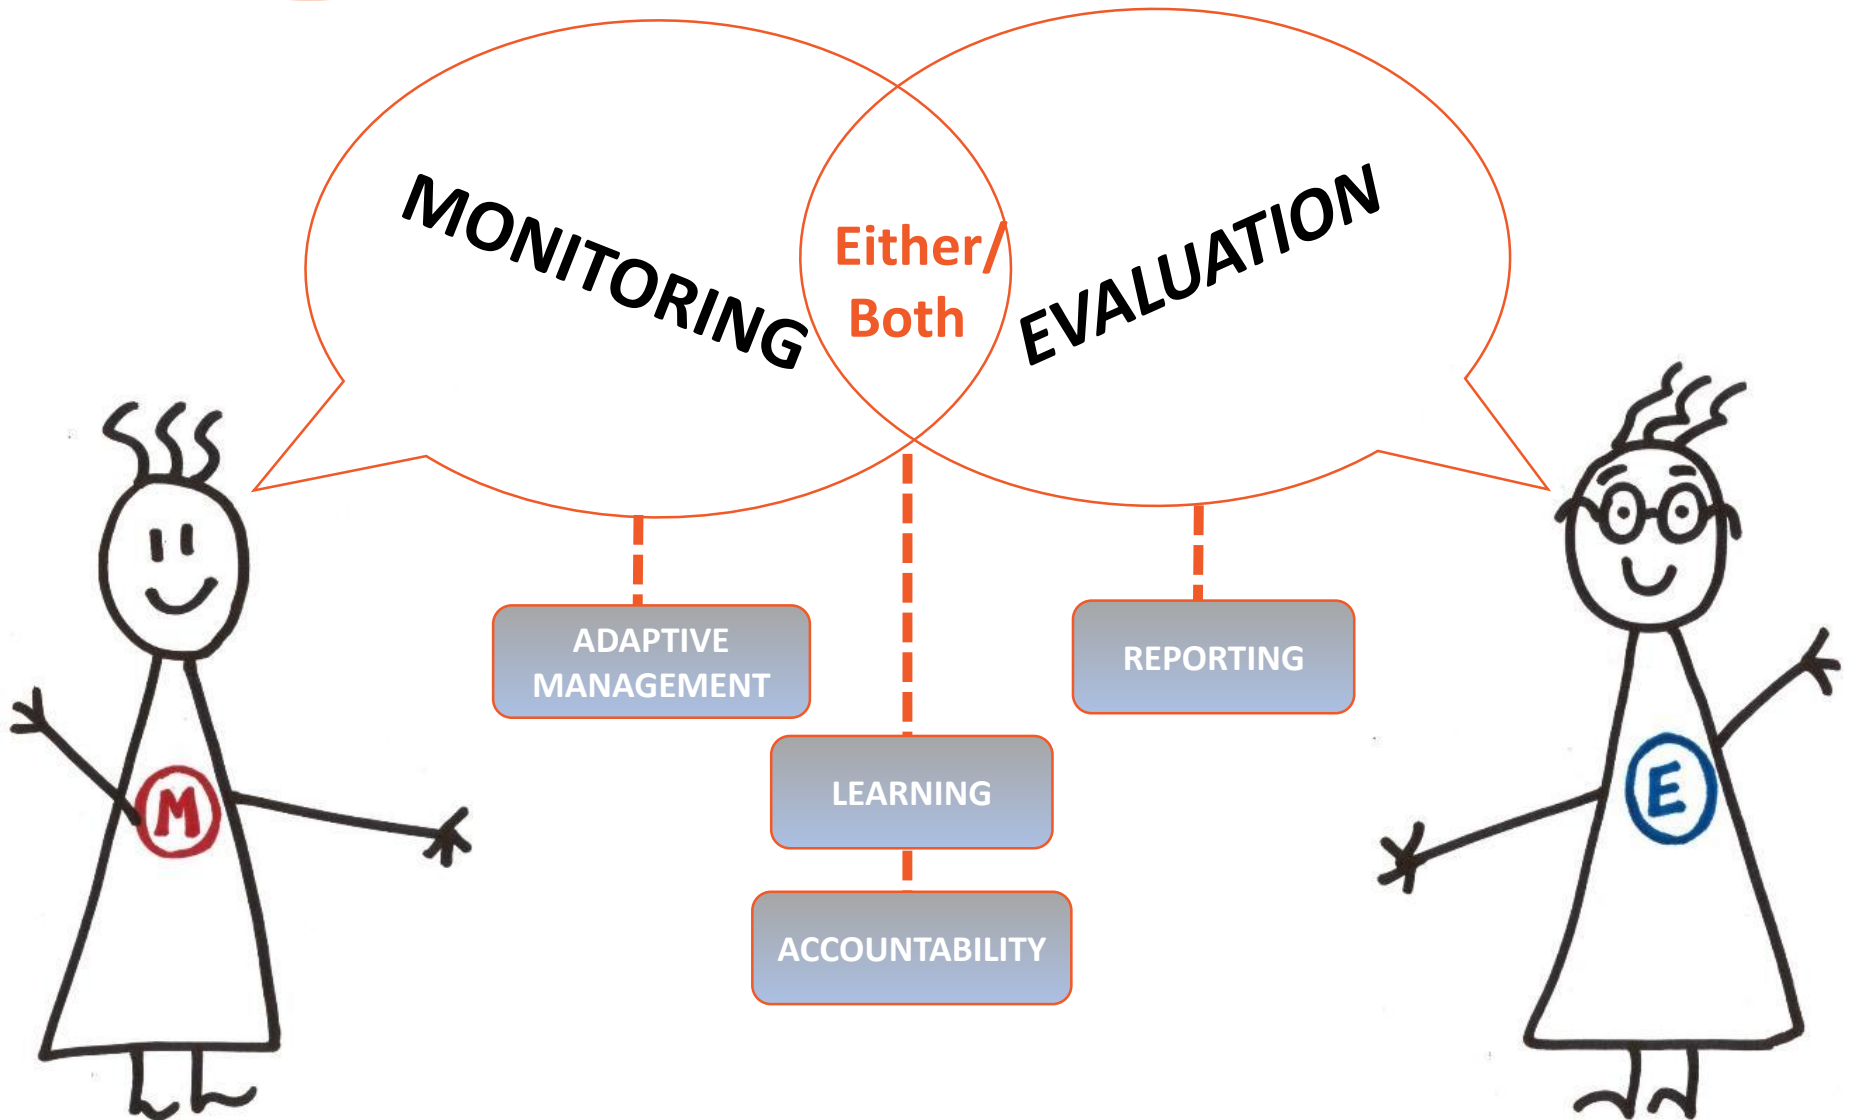 MONITORING
Either/
Both
EVALUATION
ADAPTIVE
MANAGEMENT
REPORTING
LEARNING
ACCOUNTABILITY
M
E